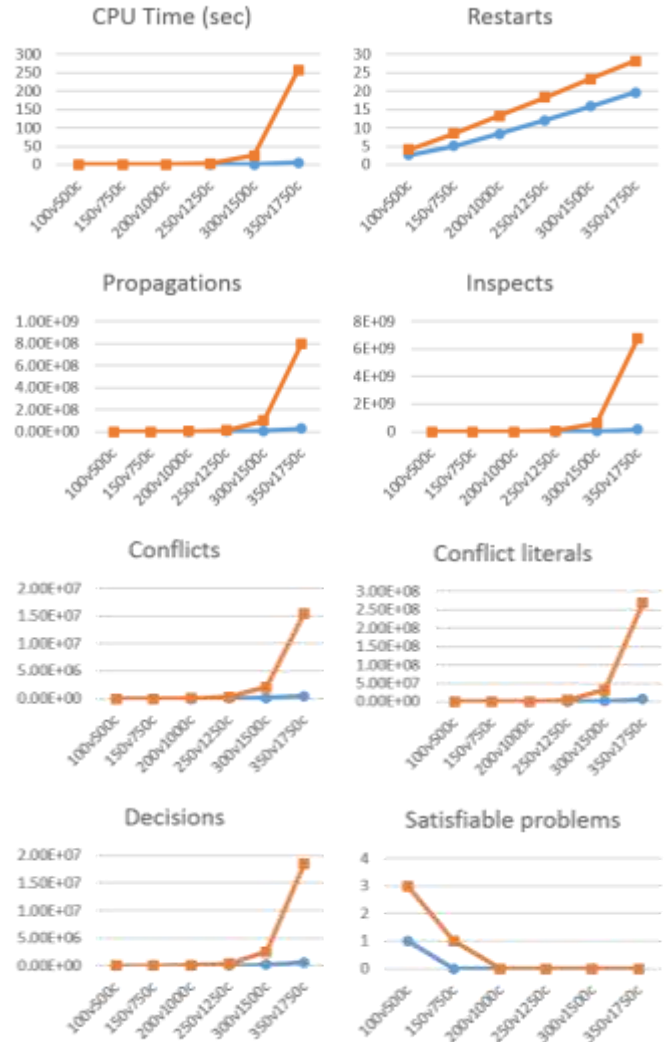 CPU Time (sec)
300
250
200
150
100
50
0
100v500c
150v750c
200v1000c
250v1250c
300v1500c
350v1750c
Restarts
30
25
20
15
10
5
0
100v500c
150v750c
200v1000c
250v1250c
300v1500c
350v1750c
Propagations
1.00E+09
8.00E+08
6.00E+08
4.00E+08
2.00E+08
0.00E+00
100v500c
150v750c
200v1000c
250v1250c
300v1500c
350v1750c
Inspects
8E+09
6E+09
4E+09
2E+09
0
100v500c
150v750c
200v1000c
250v1250c
300v1500c
350v1750c
Conflicts
2.00E+07
1.50E+07
1.00E+07
5.00E+06
0.00E+00
100v500c
150v750c
200v1000c
250v1250c
300v1500c
350v1750c
Conflict literals
3.00E+08
2.50E+08
2.00E+08
1.50E+08
1.00E+08
5.00E+07
0.00E+00
100v500c
150v750c
200v1000c
250v1250c
300v1500c
350v1750c
Decisions
2.00E+07
1.50E+07
1.00E+07
5.00E+06
0.00E+00
100v500c
150v750c
200v1000c
250v1250c
300v1500c
350v1750c
Satisfiable problems
4
3
2
1
0
100v500c
150v750c
200v1000c
250v1250c
300v1500c
350v1750c